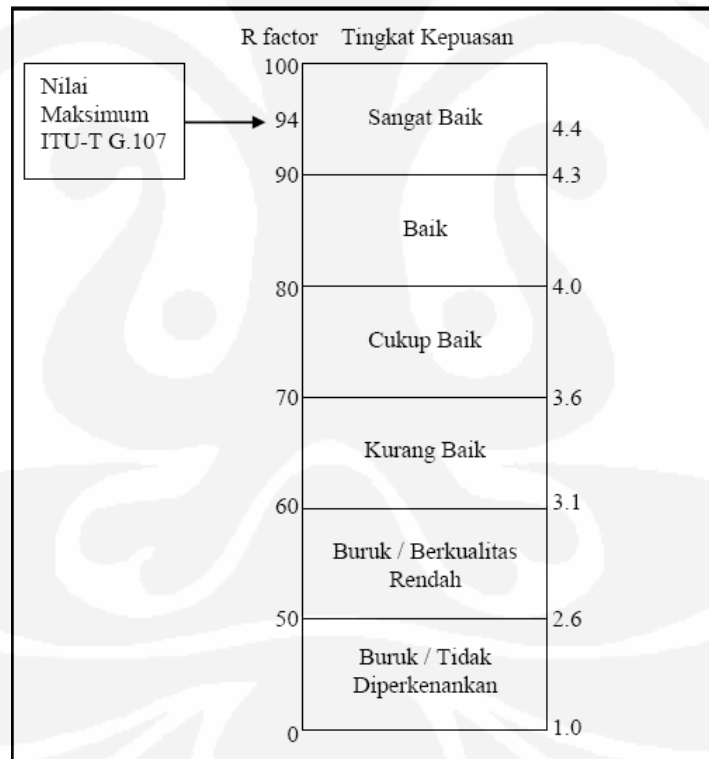 R factor Tingkat Kepuasan
100
Nilai
Maksimum
ITU-T G.107
94 Sangat Baik 4.4
90 4.3
Baik
80 4.0
Cukup Baik
70 3.6
Kurang Baik
60 3.1
Buruk / Berkualitas
Rendah
50 2.6
Buruk / Tidak
Diperkenankan
0 1.0